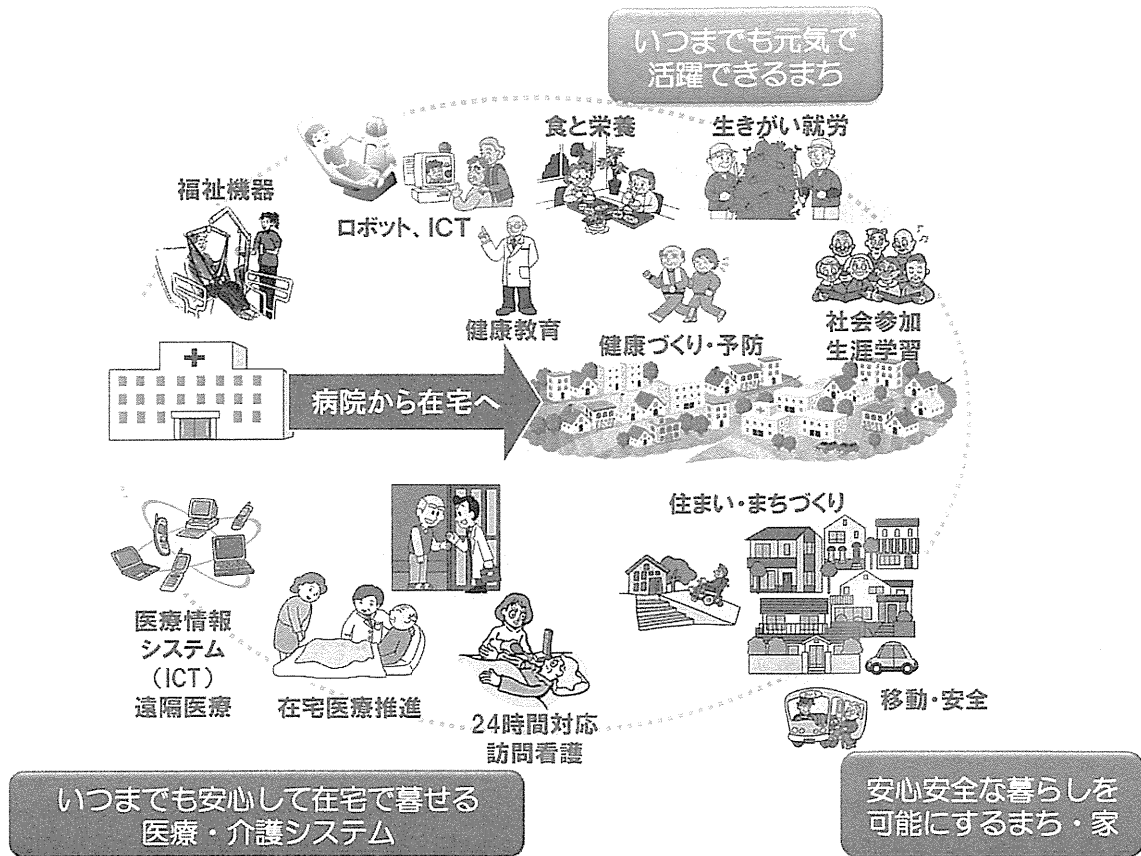 いつまでも元気で
活躍できるまち
食と栄養
生きがい就労
福祉機器
ロボット、ICT
健康教育
健康づくり・予防
社会参加
生涯学習
病院から在宅へ
住まい・まちづくり
医療情報
システム
(ICT)
遠隔医療
在宅医療推進
24時間対応
訪問看護
移動・安全
いつまでも安心して在宅で暮せる
医療・介護システム
安心安全な暮らしを
可能にするまち・家